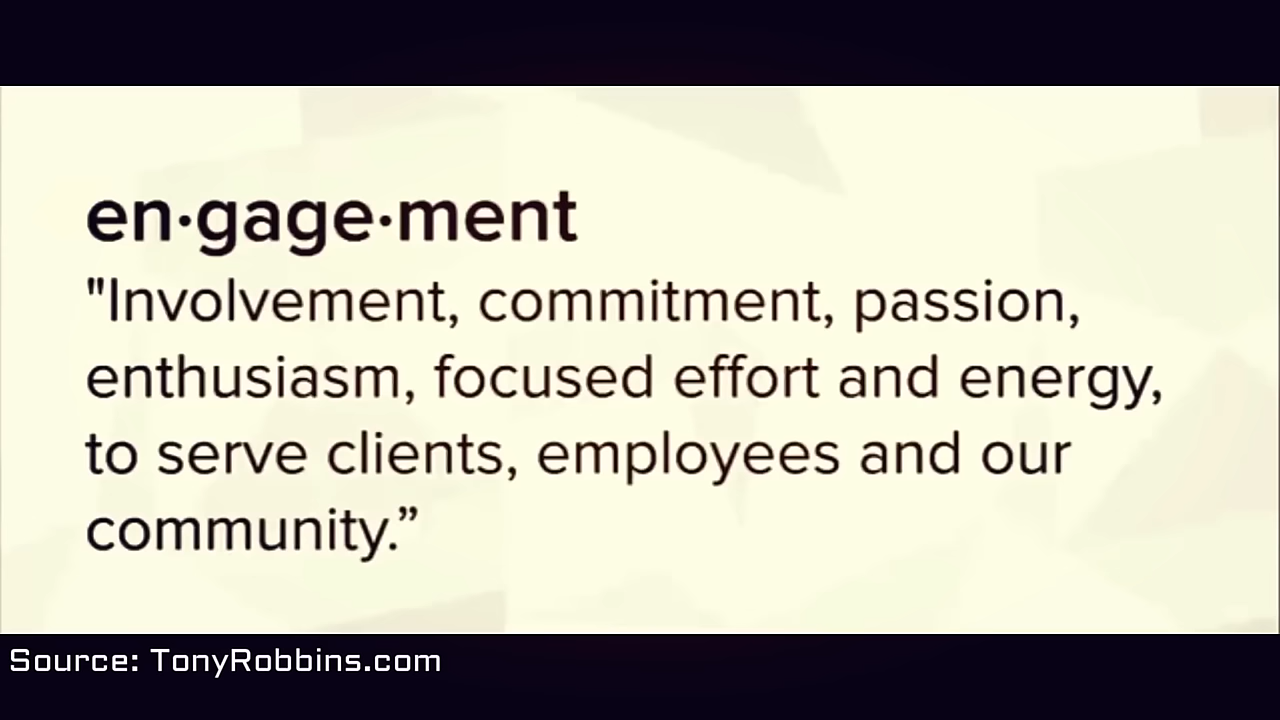 en·gage·ment
"Involvement, commitment, passion,
enthusiasm, focused effort and energy,
to serve clients, employees and our
community.”
Source: TonyRobbins.com